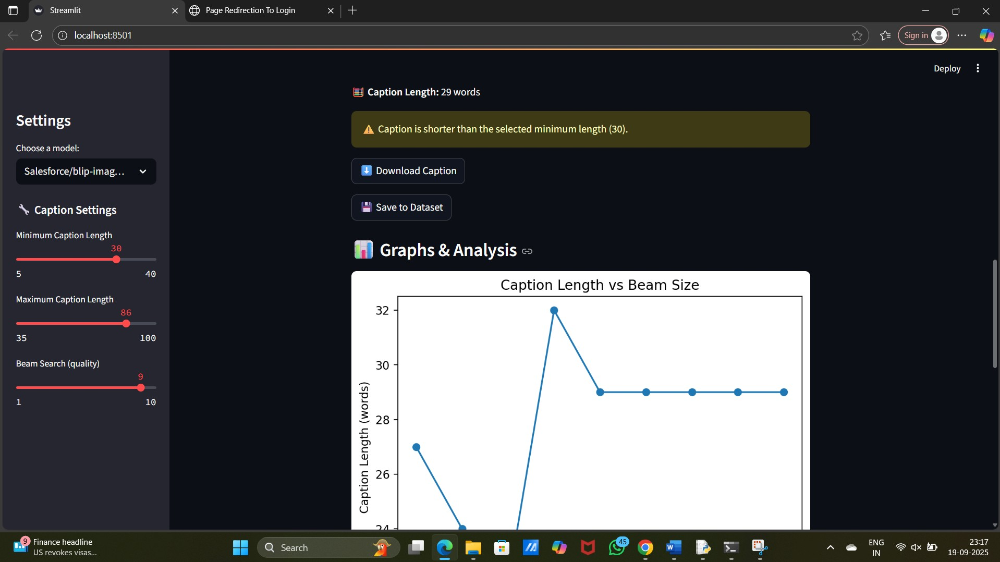 Streamlit
Page Redirection To Login
localhost:8501
Sign in
Deploy
Settings
Choose a model:
Salesforce/blip-imag...
Caption Settings
Minimum Caption Length
30
5 40
Maximum Caption Length
86
35 100
Beam Search (quality)
9
1 10
Caption Length: 29 words
Caption is shorter than the selected minimum length (30).
Download Caption
Save to Dataset
Graphs & Analysis
Caption Length vs Beam Size
32
30
28
26
24
Caption Length (words)
9
Finance headline
US revokes visas...
Search
45
ENG
IN
23:17
19-09-2025